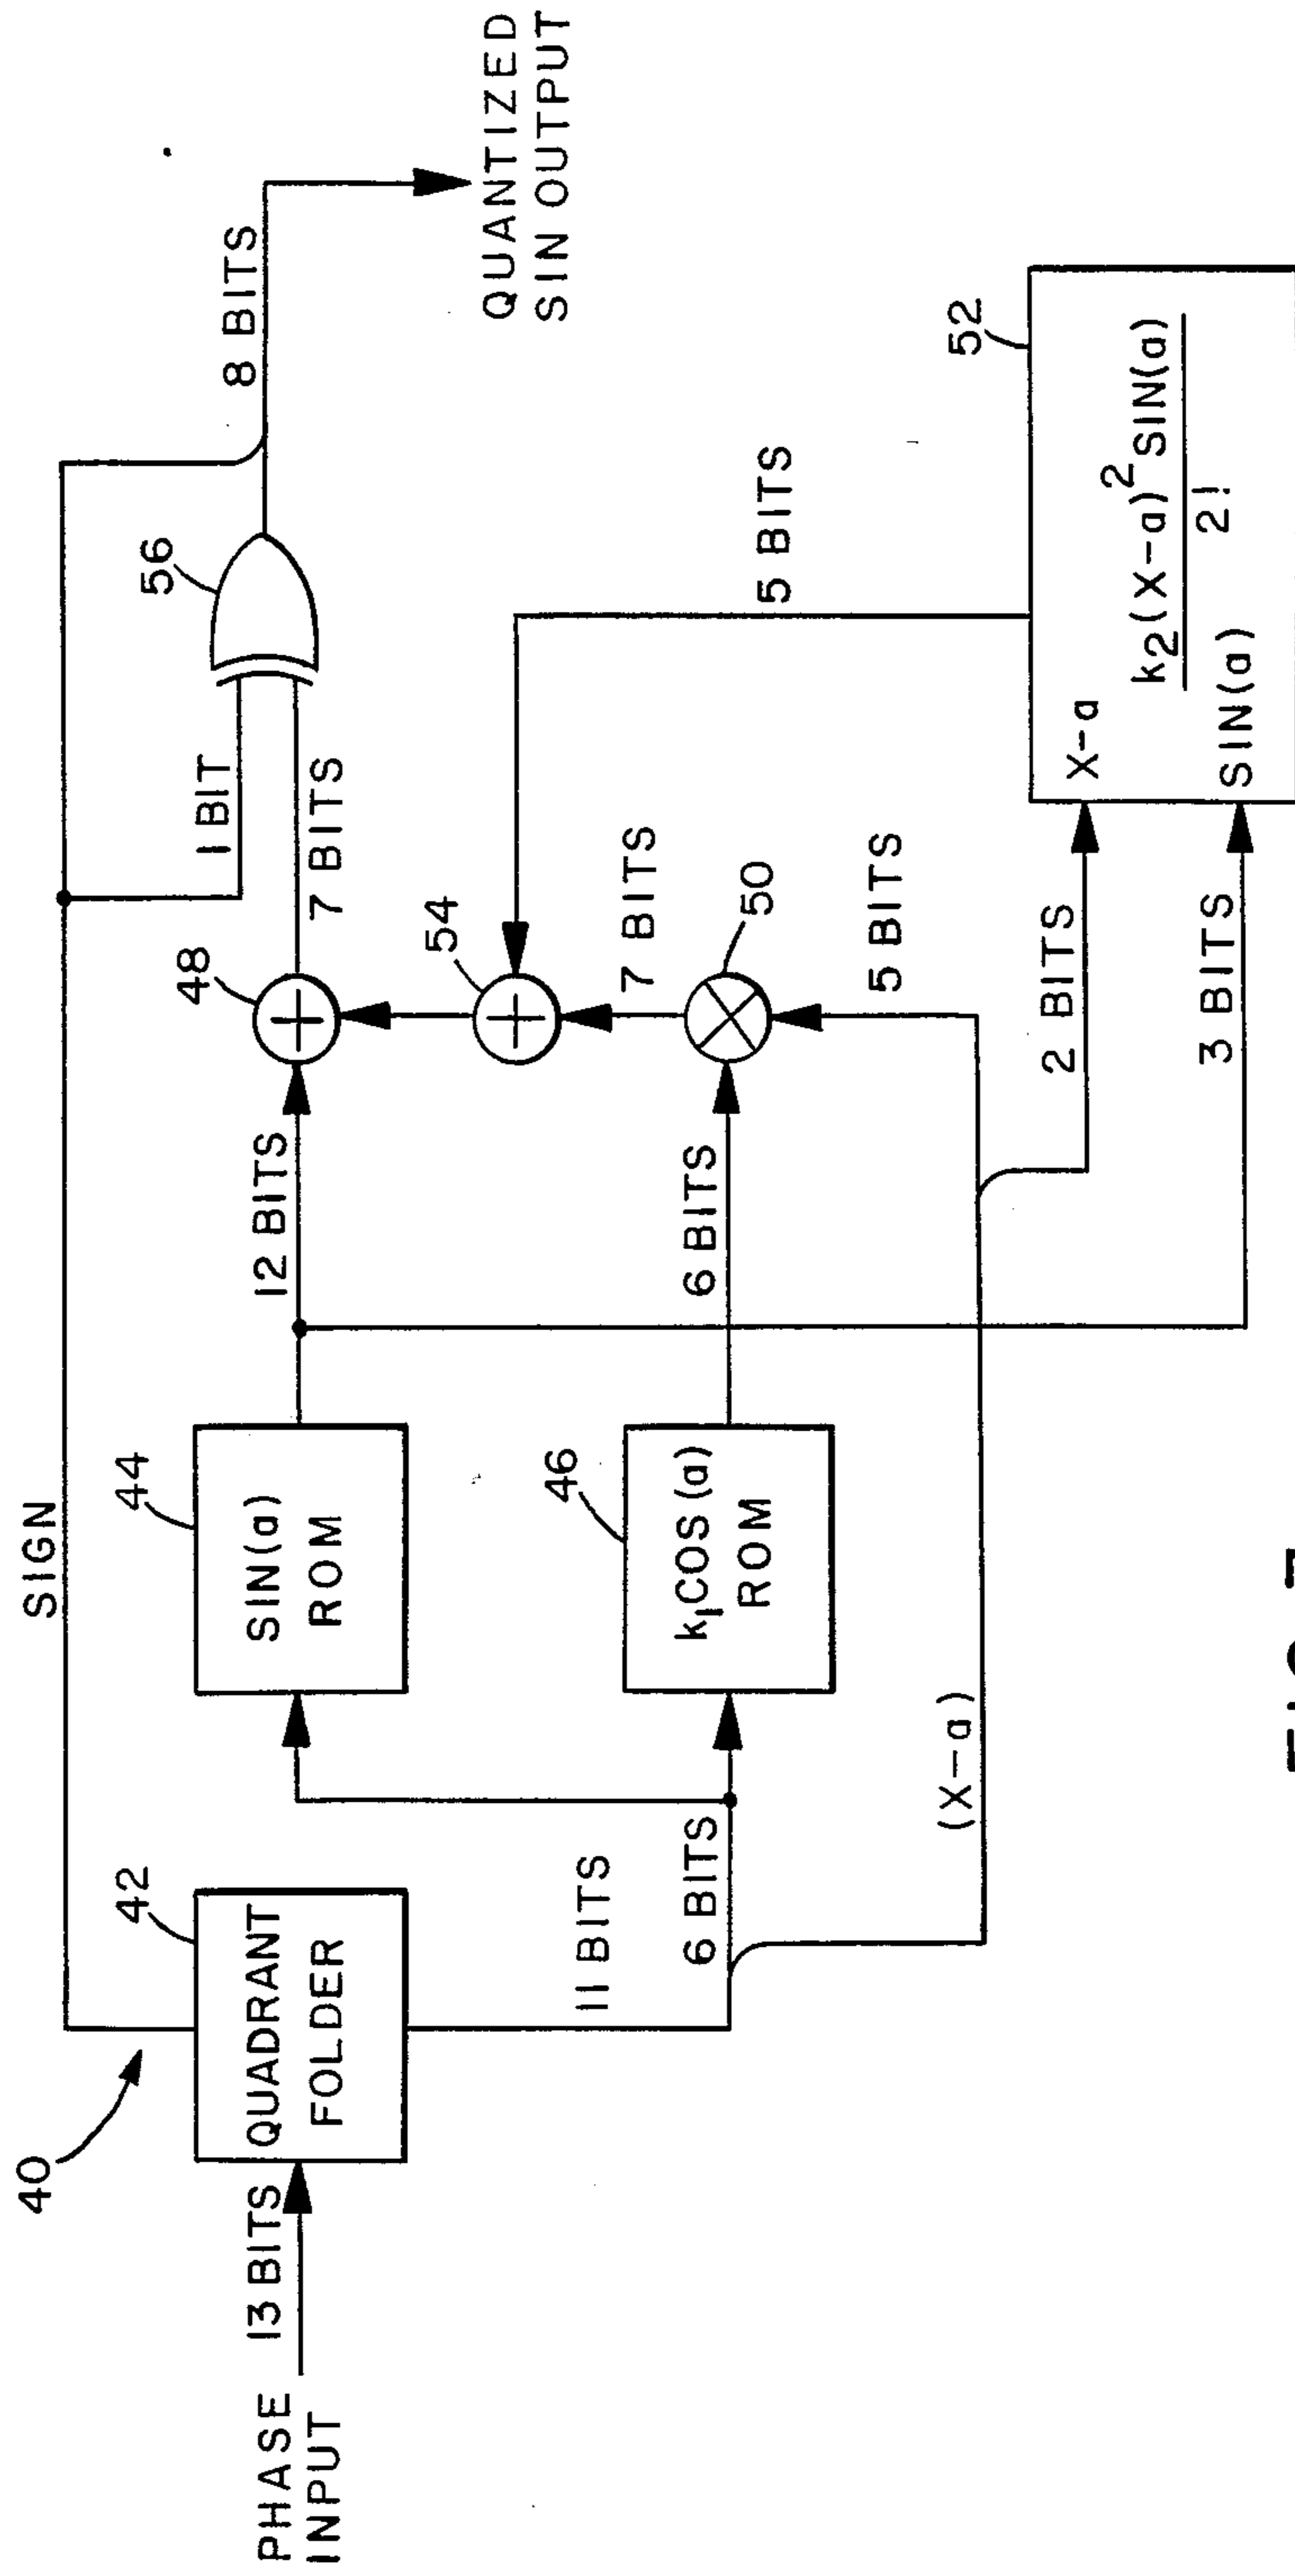 40
SIGN
PHASE
INPUT
13 BITS
42
QUADRANT
FOLDER
11 BITS
6 BITS
(X-a)
44
SIN(a)
ROM
46
k₁COS(a)
ROM
12 BITS
6 BITS
48
54
50
7 BITS
5 BITS
2 BITS
3 BITS
1 BIT
7 BITS
56
8 BITS
5 BITS
52
X-a
k₂(X-a)² SIN(a)
2!
SIN(a)
QUANTIZED
SIN OUTPUT